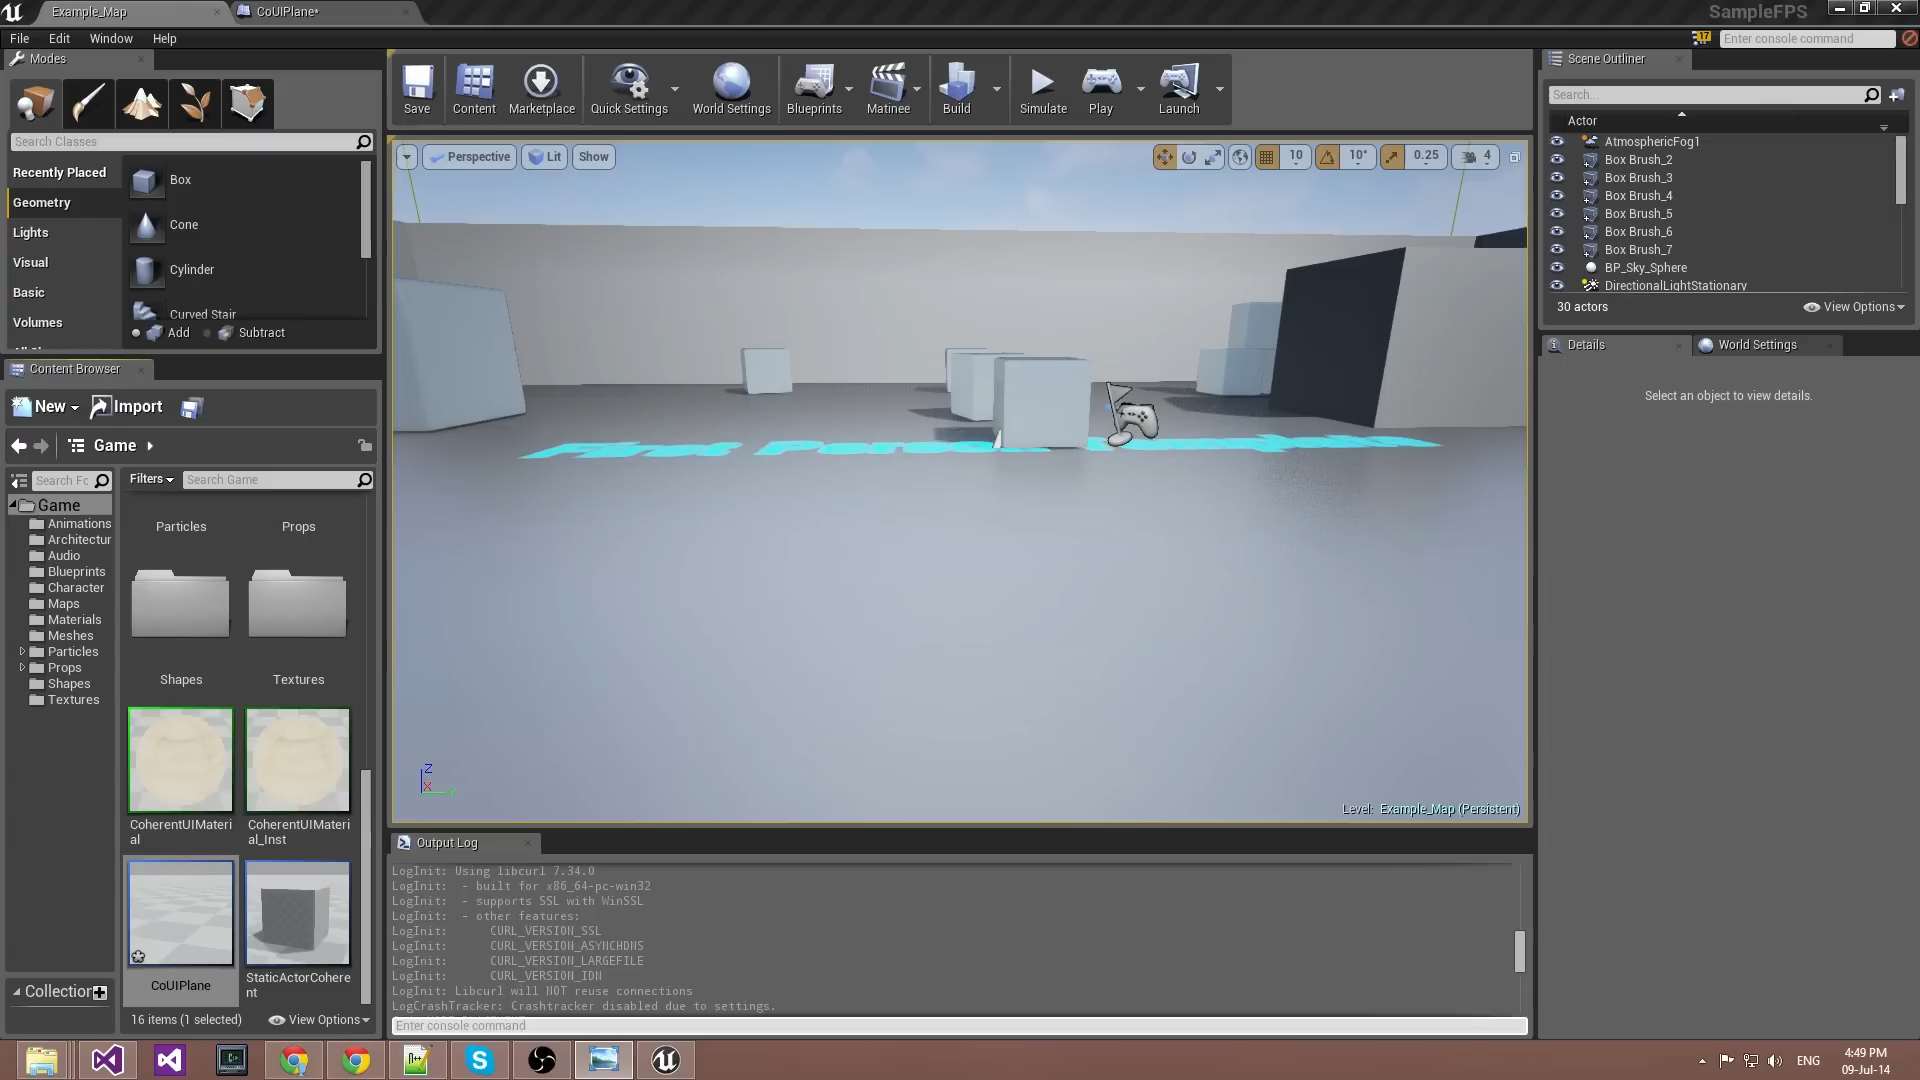 Example_Map
CoUIPlane*
SampleFPS
File Edit Window Help
17
Enter console command
Modes
Search Classes
Recently Placed
Geometry
Lights
Visual
Basic
Volumes
Box
Cone
Cylinder
Curved Stair
Add Subtract
Save
Content
Marketplace
Quick Settings
World Settings
Blueprints
Matinee
Build
Simulate
Play
Launch
Perspective
Lit
Show
10
10°
0.25
4
First Person
Z
X
Y
Level: Example_Map (Persistent)
Scene Outliner
Search...
Actor
AtmosphericFog1
Box Brush_2
Box Brush_3
Box Brush_4
Box Brush_5
Box Brush_6
Box Brush_7
BP_Sky_Sphere
DirectionalLightStationary
30 actors
View Options
Details
World Settings
Select an object to view details.
Content Browser
New
Import
Game
Search Fc
Filters
Search Game
Game
Animations
Architectur
Audio
Blueprints
Character
Maps
Materials
Meshes
Particles
Props
Shapes
Textures
Collection
Particles
Props
Shapes
Textures
CoherentUIMateri
al
CoherentUIMateri
al_Inst
CoUIPlane
StaticActorCohere
nt
16 items (1 selected)
View Options
Output Log
LogInit: Using libcurl 7.34.0
LogInit: - built for x86_64-pc-win32
LogInit: - supports SSL with WinSSL
LogInit: - other features:
LogInit: CURL_VERSION_SSL
LogInit: CURL_VERSION_ASYNCHDNS
LogInit: CURL_VERSION_LARGEFILE
LogInit: CURL_VERSION_IDN
LogInit: Libcurl will NOT reuse connections
LogCrashTracker: Crashtracker disabled due to settings.
Enter console command
ENG
4:49 PM
09-Jul-14